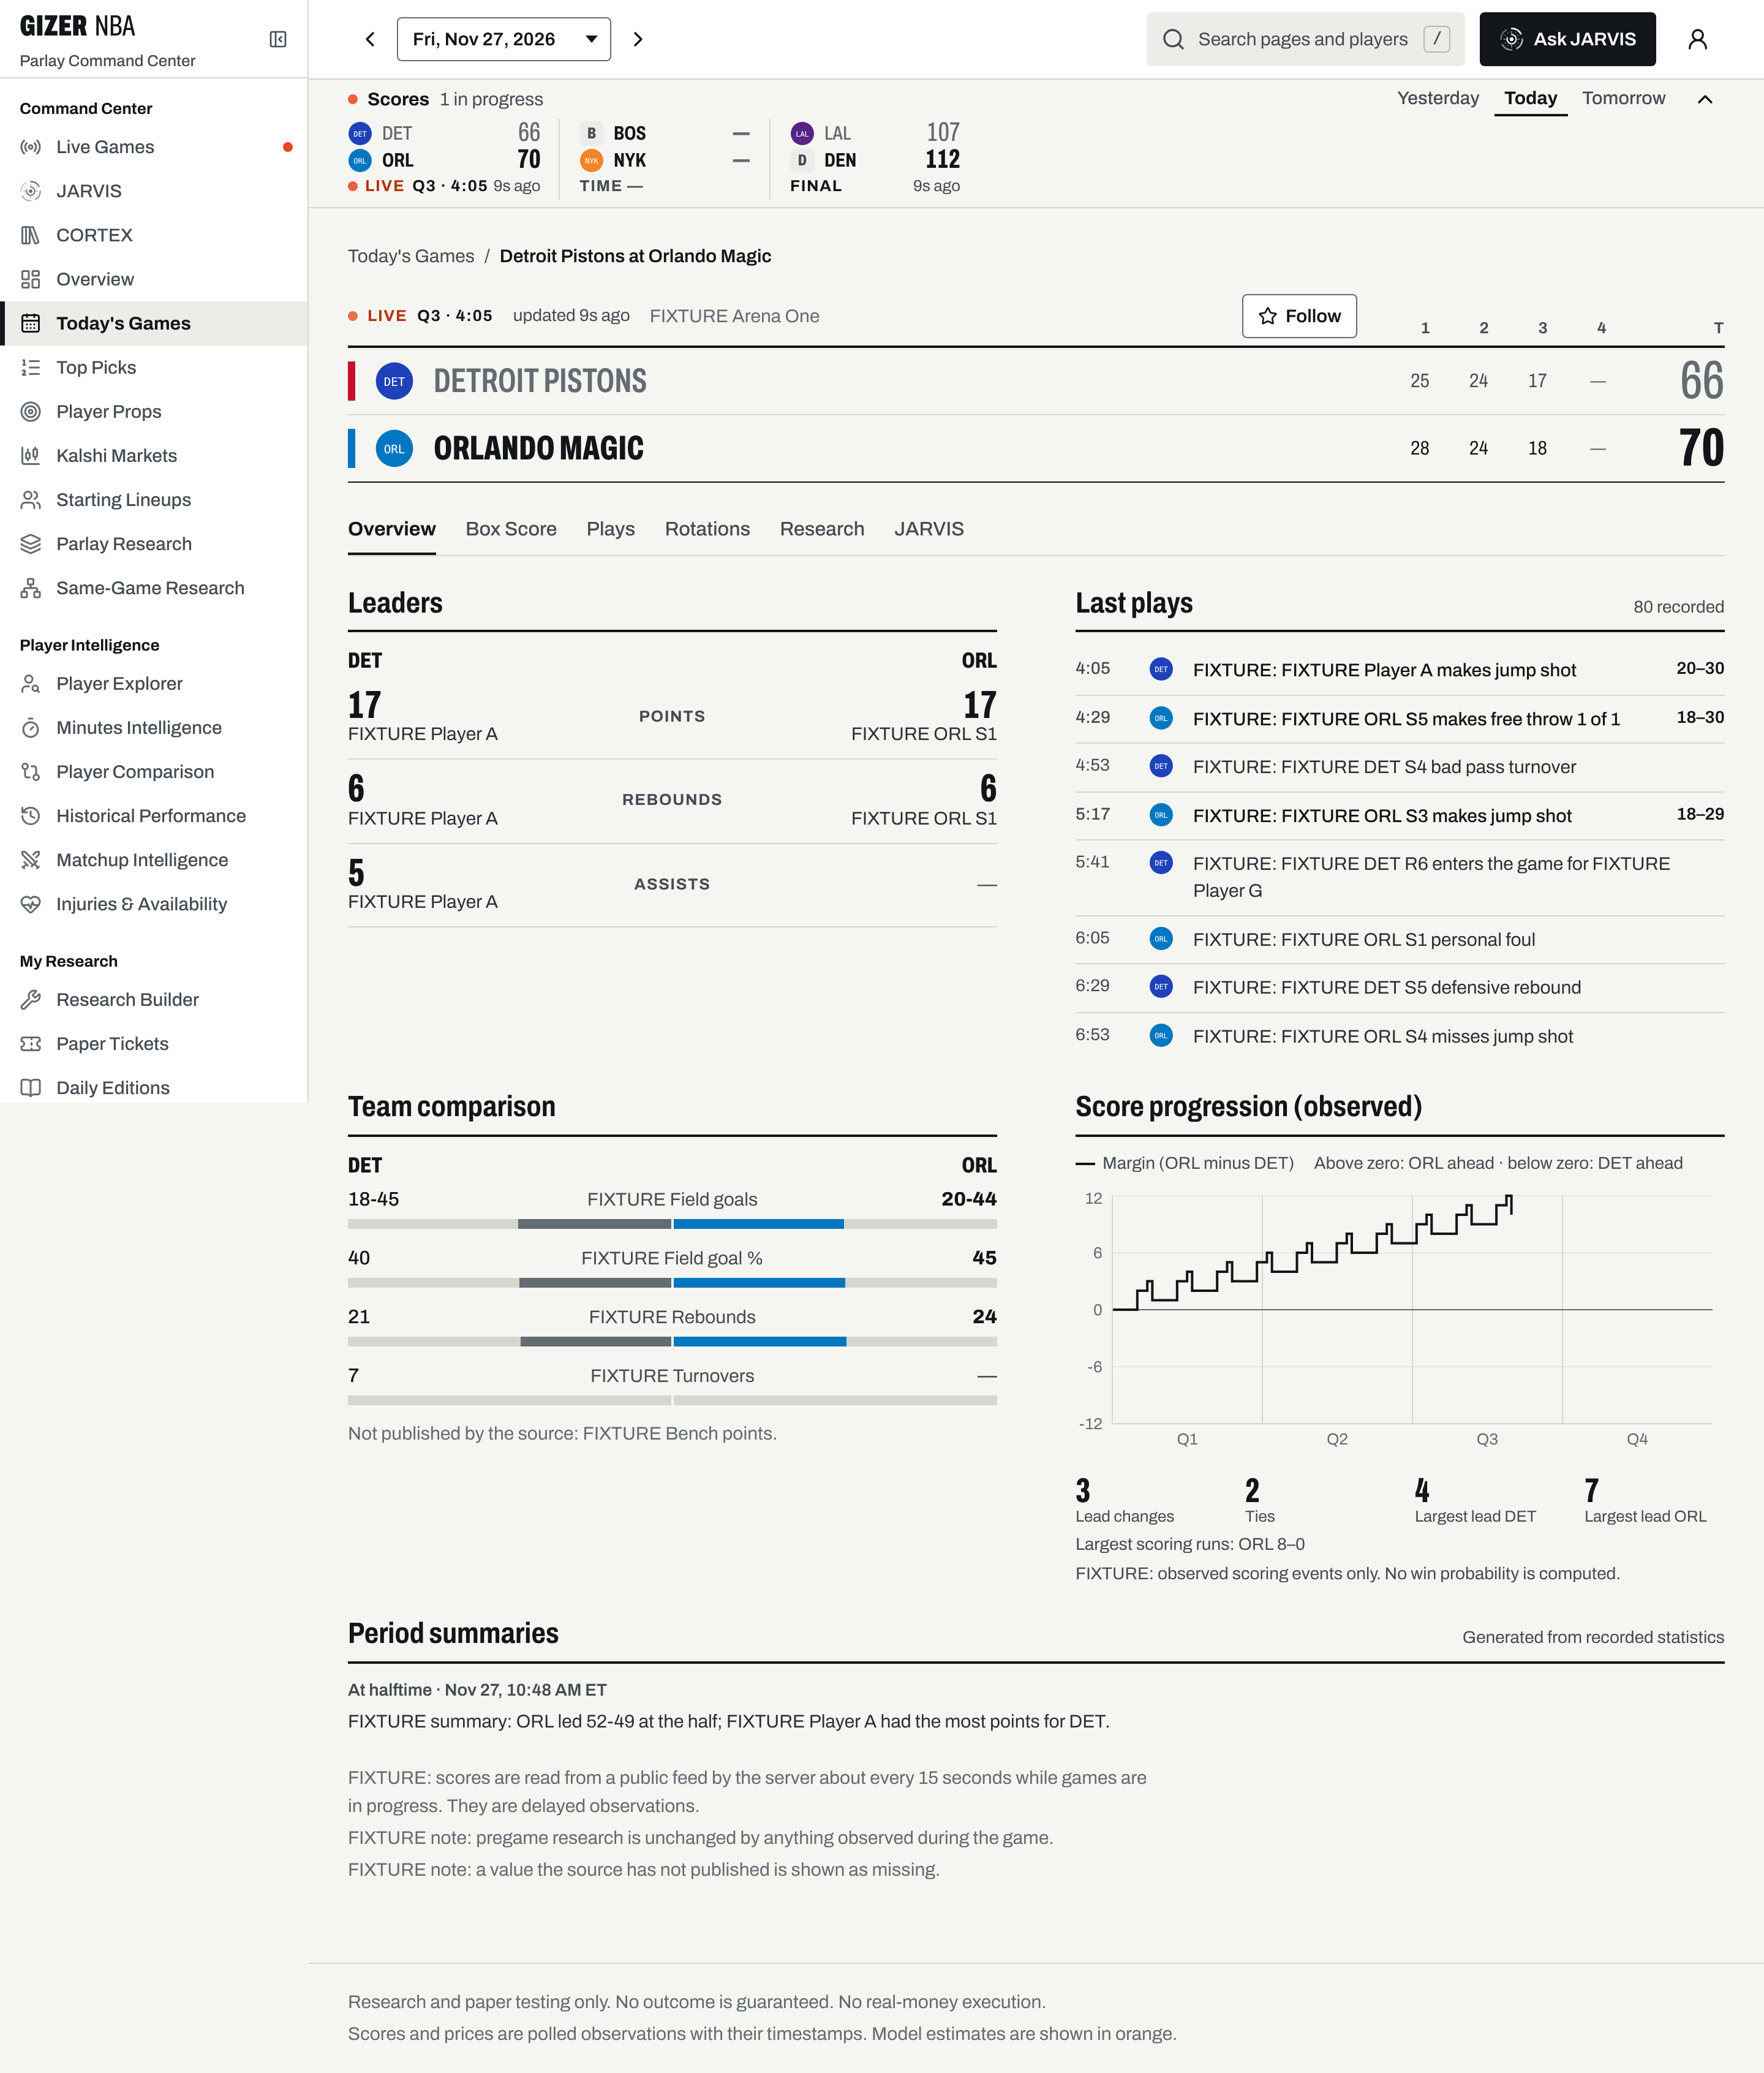 GIZER NBA
Parlay Command Center
Fri, Nov 27, 2026
Search pages and players /
Ask JARVIS
Command Center
Live Games
JARVIS
CORTEX
Overview
Today's Games
Top Picks
Player Props
Kalshi Markets
Starting Lineups
Parlay Research
Same-Game Research
Player Intelligence
Player Explorer
Minutes Intelligence
Player Comparison
Historical Performance
Matchup Intelligence
Injuries & Availability
My Research
Research Builder
Paper Tickets
Daily Editions
Scores 1 in progress
Yesterday Today Tomorrow
DET DET 66
ORL ORL 70
LIVE Q3 · 4:05 9s ago
B BOS —
NYK NYK —
TIME —
LAL LAL 107
D DEN 112
FINAL 9s ago
Today's Games / Detroit Pistons at Orlando Magic
LIVE Q3 · 4:05 updated 9s ago FIXTURE Arena One
Follow
1 2 3 4 T
DET DETROIT PISTONS 25 24 17 — 66
ORL ORLANDO MAGIC 28 24 18 — 70
Overview Box Score Plays Rotations Research JARVIS
Leaders
DET ORL
17 POINTS 17
FIXTURE Player A FIXTURE ORL S1
6 REBOUNDS 6
FIXTURE Player A FIXTURE ORL S1
5 ASSISTS —
FIXTURE Player A
Last plays 80 recorded
4:05 DET FIXTURE: FIXTURE Player A makes jump shot 20–30
4:29 ORL FIXTURE: FIXTURE ORL S5 makes free throw 1 of 1 18–30
4:53 DET FIXTURE: FIXTURE DET S4 bad pass turnover
5:17 ORL FIXTURE: FIXTURE ORL S3 makes jump shot 18–29
5:41 DET FIXTURE: FIXTURE DET R6 enters the game for FIXTURE
Player G
6:05 ORL FIXTURE: FIXTURE ORL S1 personal foul
6:29 DET FIXTURE: FIXTURE DET S5 defensive rebound
6:53 ORL FIXTURE: FIXTURE ORL S4 misses jump shot
Team comparison
DET ORL
18-45 FIXTURE Field goals 20-44
40 FIXTURE Field goal % 45
21 FIXTURE Rebounds 24
7 FIXTURE Turnovers —
Not published by the source: FIXTURE Bench points.
Score progression (observed)
Margin (ORL minus DET) Above zero: ORL ahead · below zero: DET ahead
12
6
0
-6
-12
Q1 Q2 Q3 Q4
3 2 4 7
Lead changes Ties Largest lead DET Largest lead ORL
Largest scoring runs: ORL 8–0
FIXTURE: observed scoring events only. No win probability is computed.
Period summaries Generated from recorded statistics
At halftime · Nov 27, 10:48 AM ET
FIXTURE summary: ORL led 52-49 at the half; FIXTURE Player A had the most points for DET.
FIXTURE: scores are read from a public feed by the server about every 15 seconds while games are
in progress. They are delayed observations.
FIXTURE note: pregame research is unchanged by anything observed during the game.
FIXTURE note: a value the source has not published is shown as missing.
Research and paper testing only. No outcome is guaranteed. No real-money execution.
Scores and prices are polled observations with their timestamps. Model estimates are shown in orange.